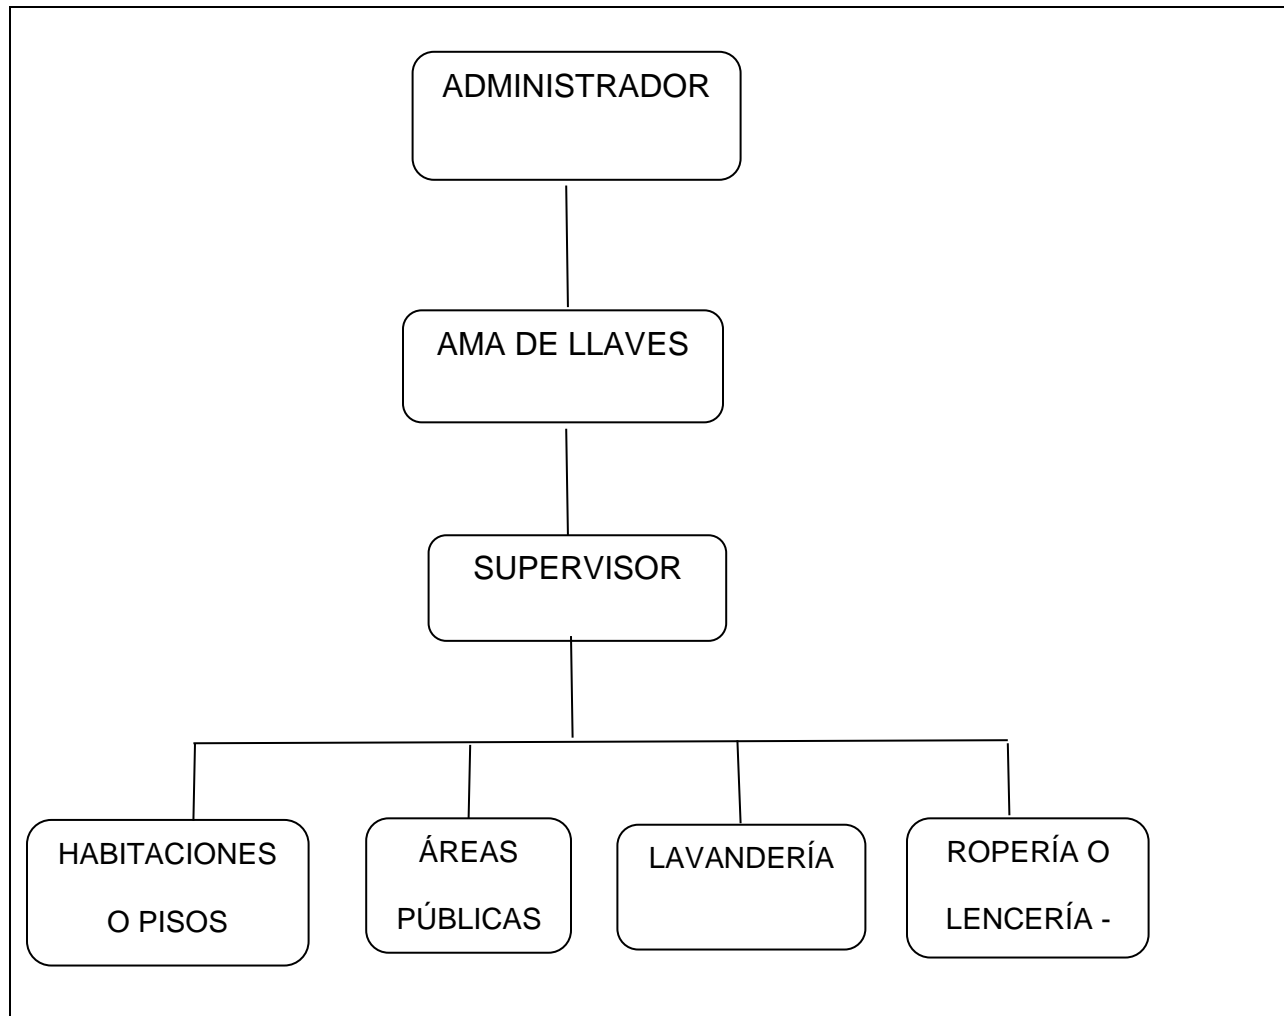 ADMINISTRADOR
AMA DE LLAVES
SUPERVISOR
HABITACIONES
O PISOS
ÁREAS
PÚBLICAS
LAVANDERÍA
ROPERÍA O
LENCERÍA -